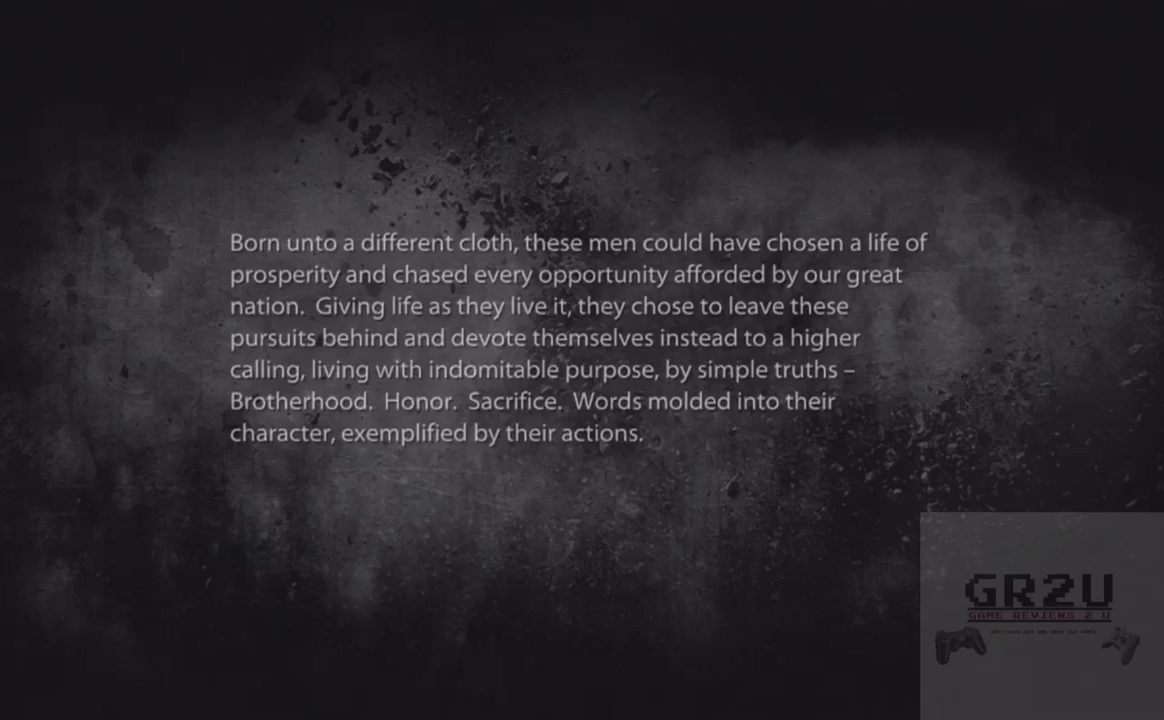 Born unto a different cloth, these men could have chosen a life of
prosperity and chased every opportunity afforded by our great
nation.  Giving life as they live it, they chose to leave these
pursuits behind and devote themselves instead to a higher
calling, living with indomitable purpose, by simple truths –
Brotherhood.  Honor.  Sacrifice.  Words molded into their
character, exemplified by their actions.
GR2U
GAME REVIEWS 2 U